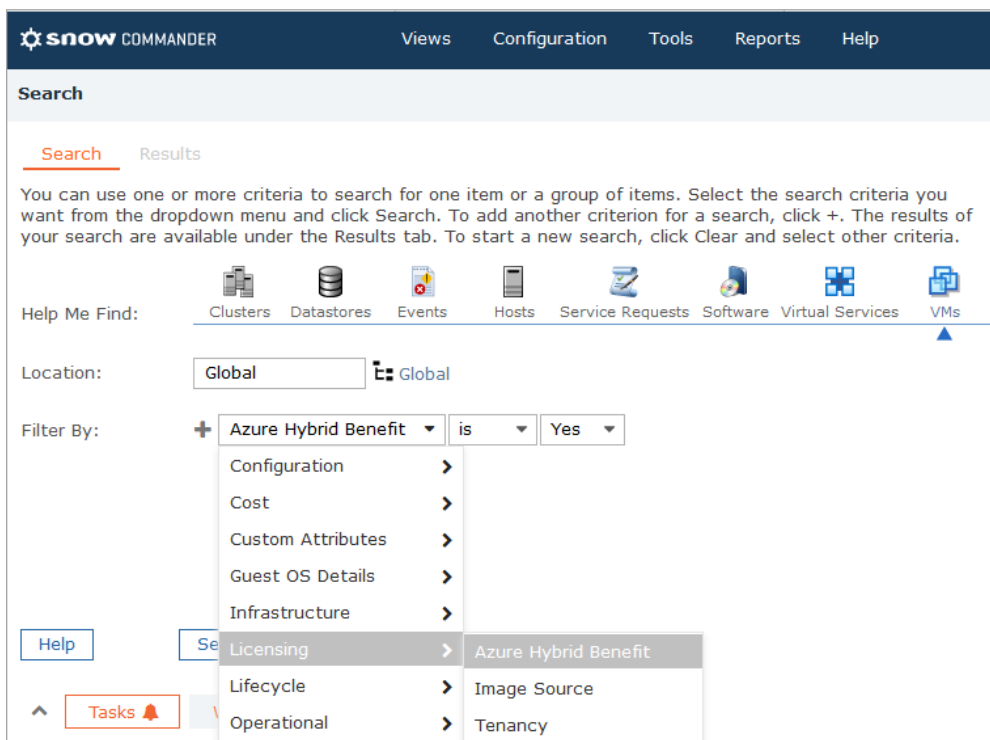 snow COMMANDER Views Configuration Tools Reports Help
Search
Search Results
You can use one or more criteria to search for one item or a group of items. Select the search criteria you
want from the dropdown menu and click Search. To add another criterion for a search, click +. The results of
your search are available under the Results tab. To start a new search, click Clear and select other criteria.
Help Me Find: Clusters Datastores Events Hosts Service Requests Software Virtual Services VMs
Location: Global Global
Filter By: Azure Hybrid Benefit is Yes
Configuration
Cost
Custom Attributes
Guest OS Details
Infrastructure
Help Se Licensing Azure Hybrid Benefit
Lifecycle Image Source
Tasks Operational Tenancy